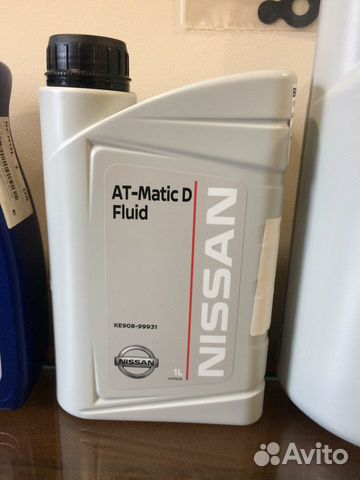 AT-Matic D
Fluid
KE908-99931
NISSAN
1L
NISSAN
Avito